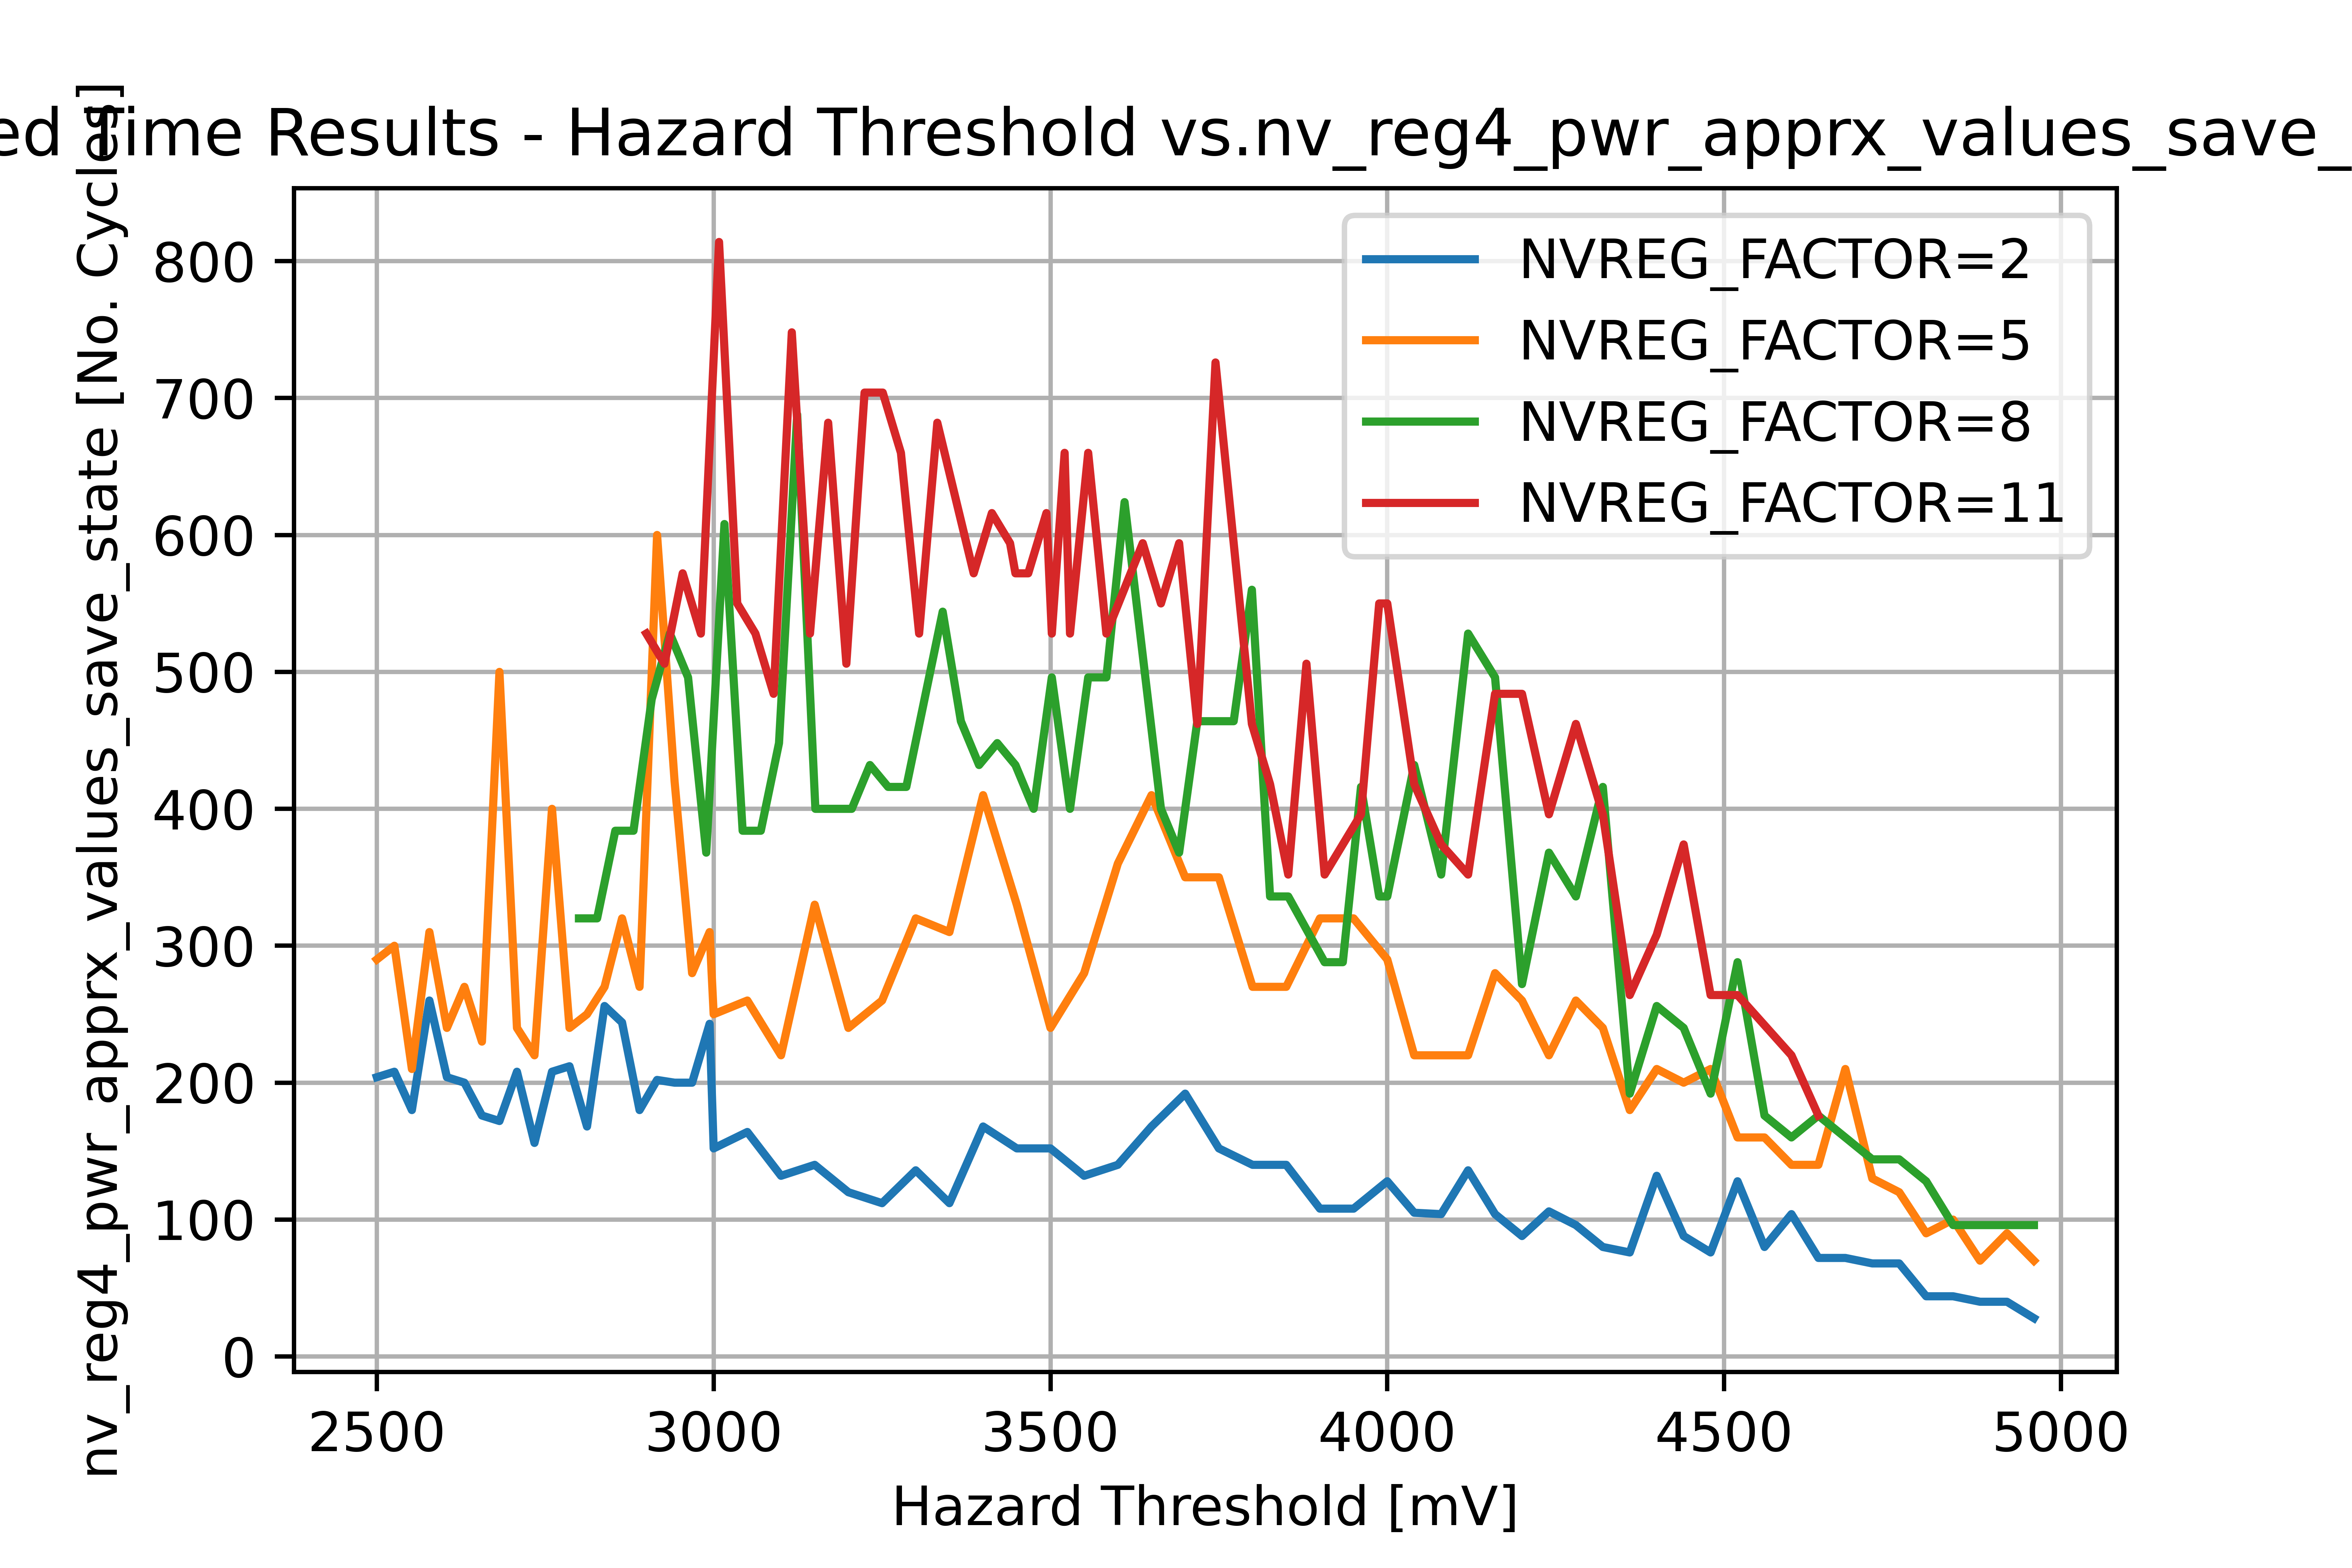 ed Time Results - Hazard Threshold vs.nv_reg4_pwr_apprx_values_save_
nv_reg4_pwr_apprx_values_save_state [No. Cycles]
800
700
600
500
400
300
200
100
0
NVREG_FACTOR=2
NVREG_FACTOR=5
NVREG_FACTOR=8
NVREG_FACTOR=11
2500 3000 3500 4000 4500 5000
Hazard Threshold [mV]